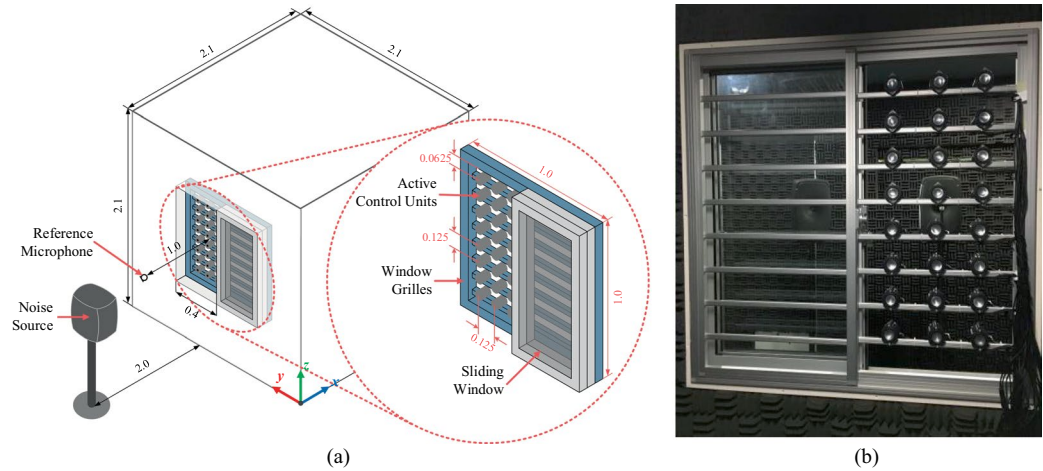 2.1
2.1
2.1
Reference
Microphone
1.0
Noise
Source
0.4
2.0
y
z
x
0.0625
1.0
Active
Control Units
0.125
Window
Grilles
1.0
0.125
Sliding
Window
(a)
(b)